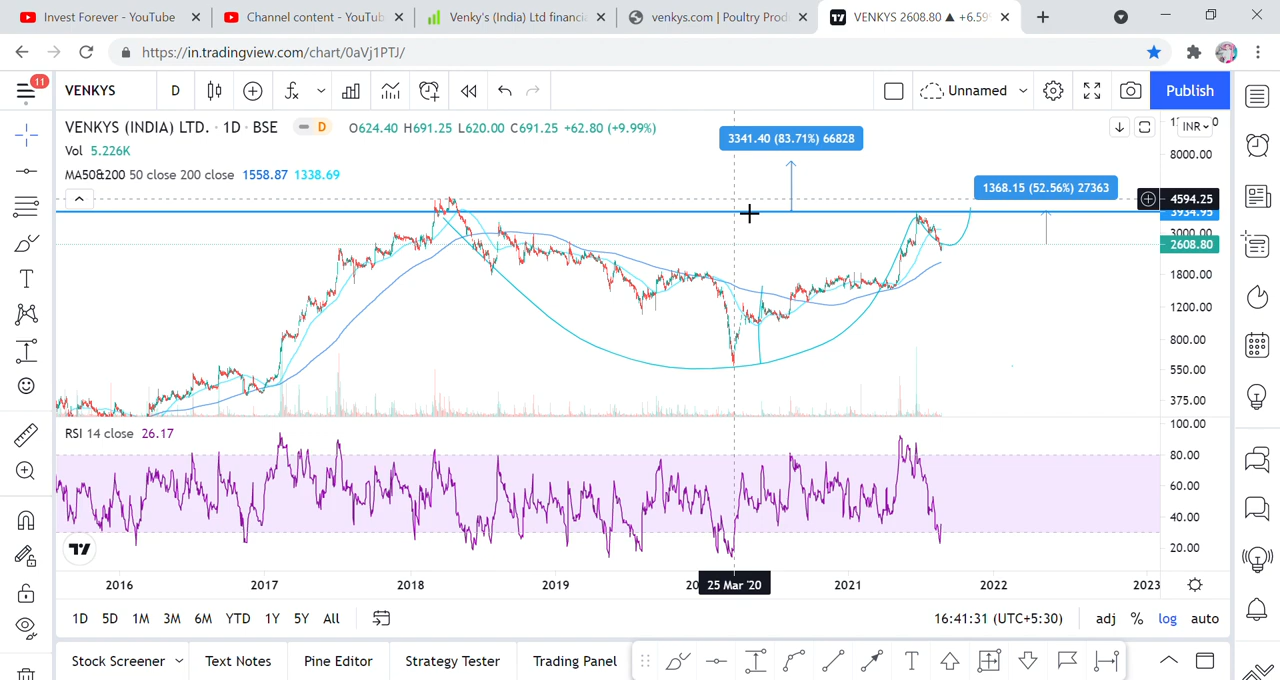 Invest Forever - YouTube
Channel content - YouTub
Venky's (India) Ltd financi
venkys.com | Poultry Prod
VENKYS 2608.80 ▲ +6.59
https://in.tradingview.com/chart/0aVj1PTJ/
11
VENKYS
D
Unnamed
Publish
VENKYS (INDIA) LTD. · 1D · BSE
D
O624.40 H691.25 L620.00 C691.25 +62.80 (+9.99%)
INR
Vol 5.226K
MA50&200 50 close 200 close 1558.87 1338.69
3341.40 (83.71%) 66828
1368.15 (52.56%) 27363
8000.00
4594.25
3934.95
3000.00
2608.80
1800.00
1200.00
800.00
550.00
375.00
RSI 14 close 26.17
100.00
80.00
60.00
40.00
20.00
2016 2017 2018 2019 25 Mar '20 2021 2022 2023
1D 5D 1M 3M 6M YTD 1Y 5Y All
16:41:31 (UTC+5:30) adj % log auto
Stock Screener Text Notes Pine Editor Strategy Tester Trading Panel